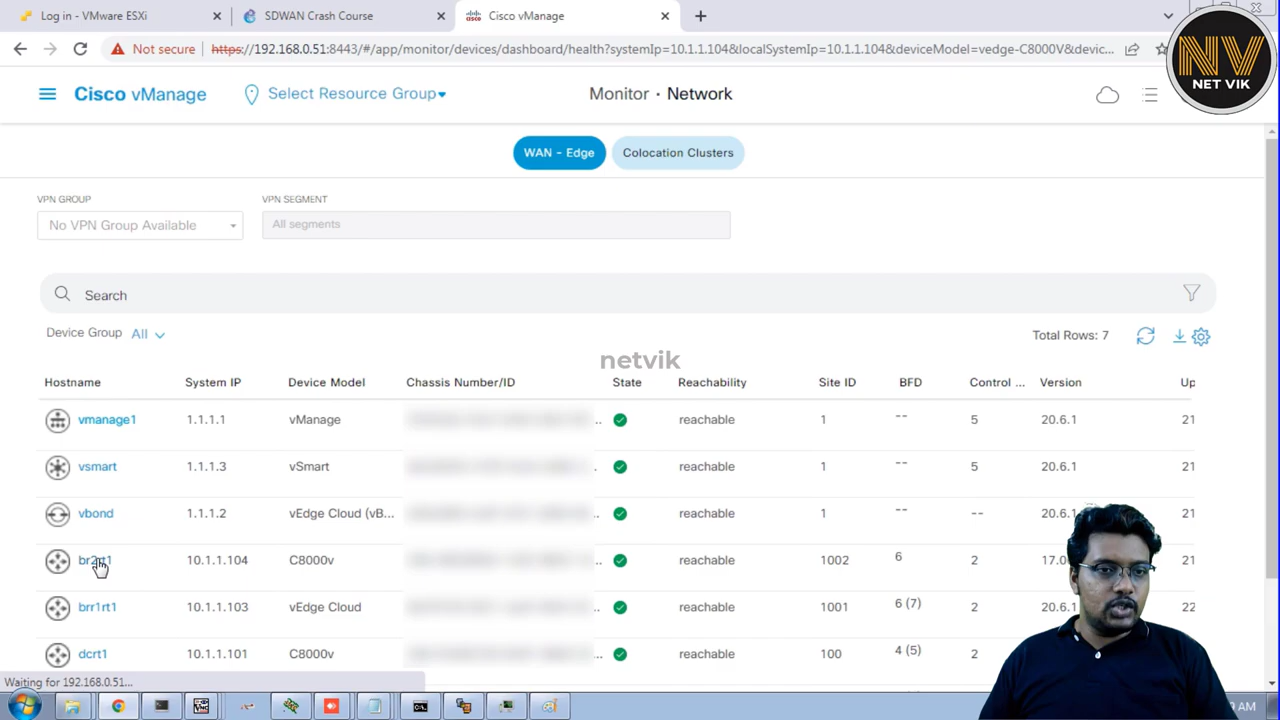 Log in - VMware ESXi
SDWAN Crash Course
Cisco vManage
Not secure
https://192.168.0.51:8443/#/app/monitor/devices/dashboard/health?systemIp=10.1.1.104&localSystemIp=10.1.1.104&deviceModel=vedge-C8000V&devic...
NV
NET VIK
Cisco vManage
Select Resource Group
Monitor · Network
WAN - Edge
Colocation Clusters
VPN GROUP
VPN SEGMENT
No VPN Group Available
All segments
Search
Device Group All
Total Rows: 7
netvik
Hostname System IP Device Model Chassis Number/ID State Reachability Site ID BFD Control ... Version Up
vmanage1 1.1.1.1 vManage ... reachable 1 -- 5 20.6.1 21
vsmart 1.1.1.3 vSmart ... reachable 1 -- 5 20.6.1 21
vbond 1.1.1.2 vEdge Cloud (vB... ... reachable 1 -- -- 20.6.1 21
10.1.1.104 C8000v ... reachable 1002 6 2 21
brr1rt1 10.1.1.103 vEdge Cloud ... reachable 1001 6 (7) 2 20.6.1 22
dcrt1 10.1.1.101 C8000v ... reachable 100 4 (5) 2
Waiting for 192.168.0.51...
AM